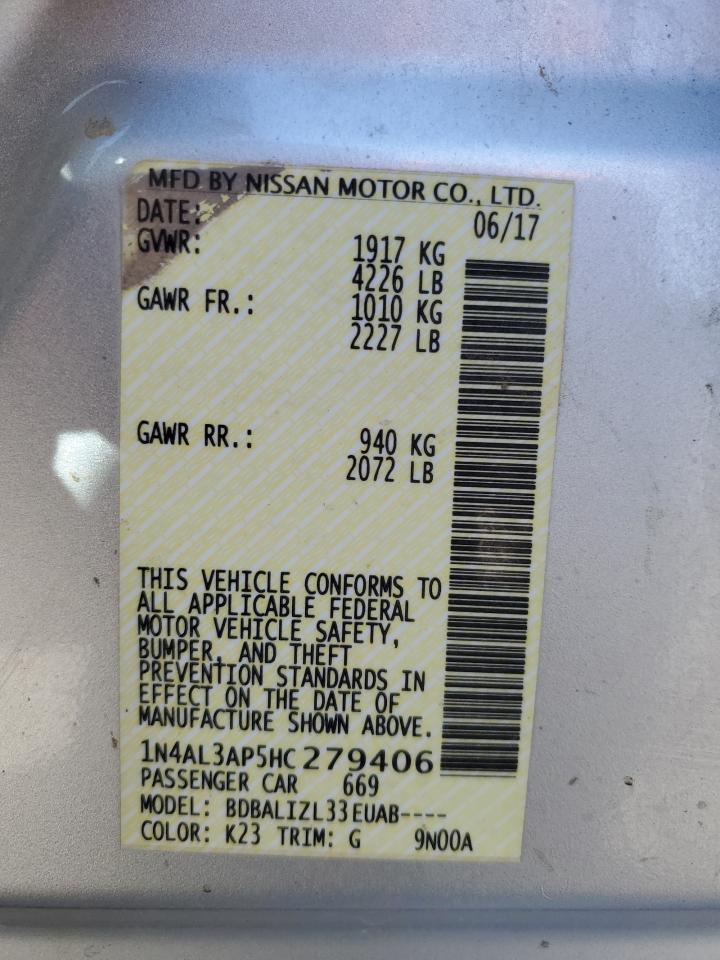 MFD BY NISSAN MOTOR CO., LTD.
DATE: 06/17
GVWR: 1917 KG
4226 LB
GAWR FR.: 1010 KG
2227 LB
GAWR RR.: 940 KG
2072 LB
THIS VEHICLE CONFORMS TO
ALL APPLICABLE FEDERAL
MOTOR VEHICLE SAFETY,
BUMPER, AND THEFT
PREVENTION STANDARDS IN
EFFECT ON THE DATE OF
MANUFACTURE SHOWN ABOVE.
1N4AL3AP5HC279406
PASSENGER CAR 669
MODEL: BDBALIZL33EUAB----
COLOR: K23 TRIM: G 9N00A